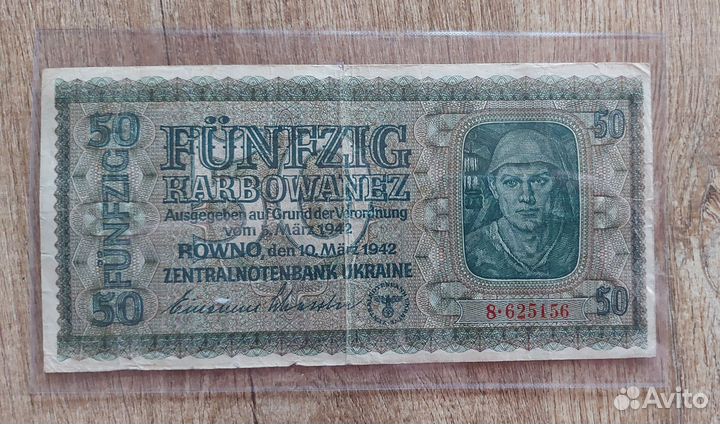 50
FÜNFZIG
50
FÜNFZIG
KARBOWANEZ
Ausgegeben auf Grund der Verordnung
vom 5. März 1942
ROWNO, den 10. März 1942
ZENTRALNOTENBANK UKRAINE
50
8·625156
50
Avito